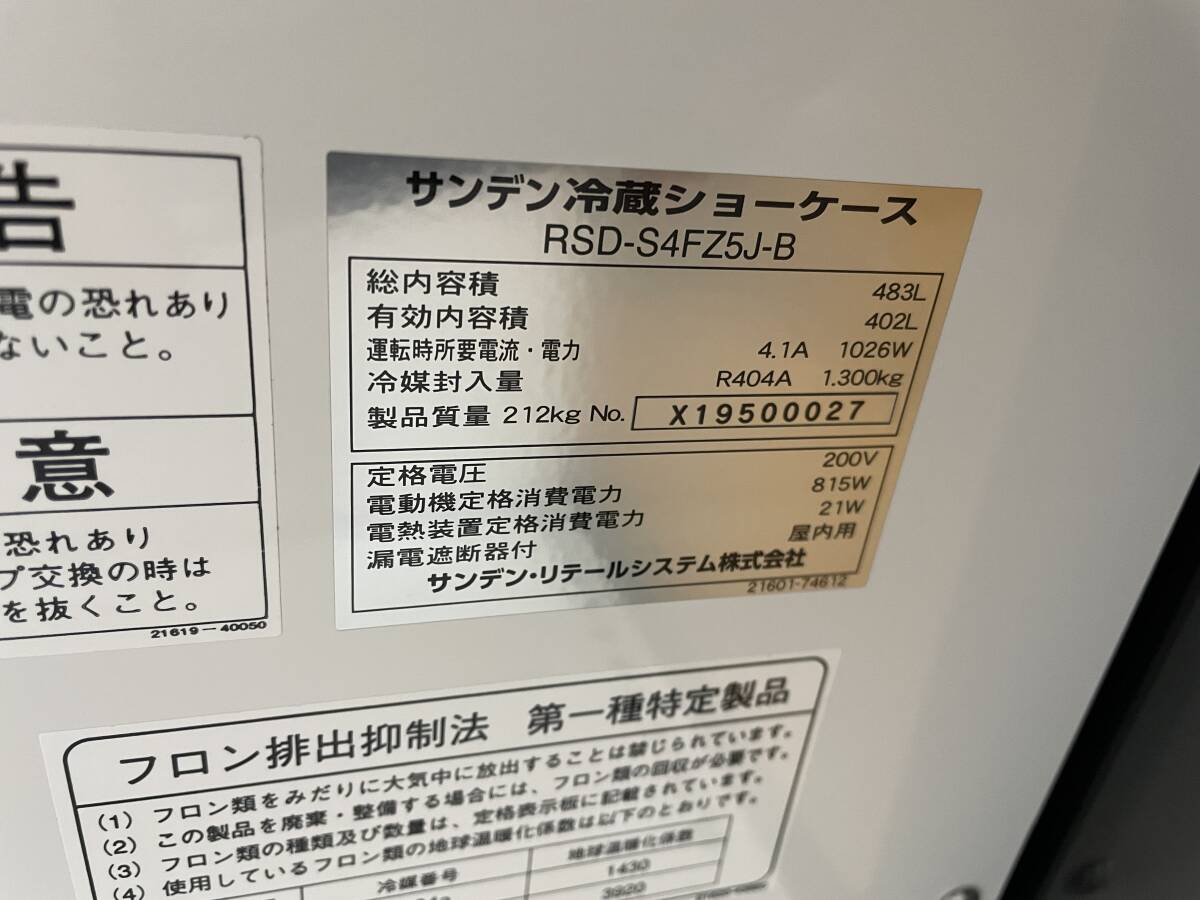 告
電の恐れあり
ないこと。
意
恐れあり
プ交換の時は
を抜くこと。
21619-40050
サンデン冷蔵ショーケース
RSD-S4FZ5J-B
総内容積 483L
有効内容積 402L
運転時所要電流・電力 4.1A 1026W
冷媒封入量 R404A 1.300kg
製品質量 212kg No. X19500027
定格電圧 200V
電動機定格消費電力 815W
電熱装置定格消費電力 21W
漏電遮断器付 屋内用
サンデン・リテールシステム株式会社
21601-74612
フロン排出抑制法 第一種特定製品
(1) フロン類をみだりに大気中に放出することは禁じられています。
(2) この製品を廃棄・整備する場合には、フロン類の回収が必要です。
(3) フロン類の種類及び数量は、定格表示板に記載されています。
(4) 使用しているフロン類の地球温暖化係数は以下のとおりです。
冷媒番号 地球温暖化係数
1430
3920